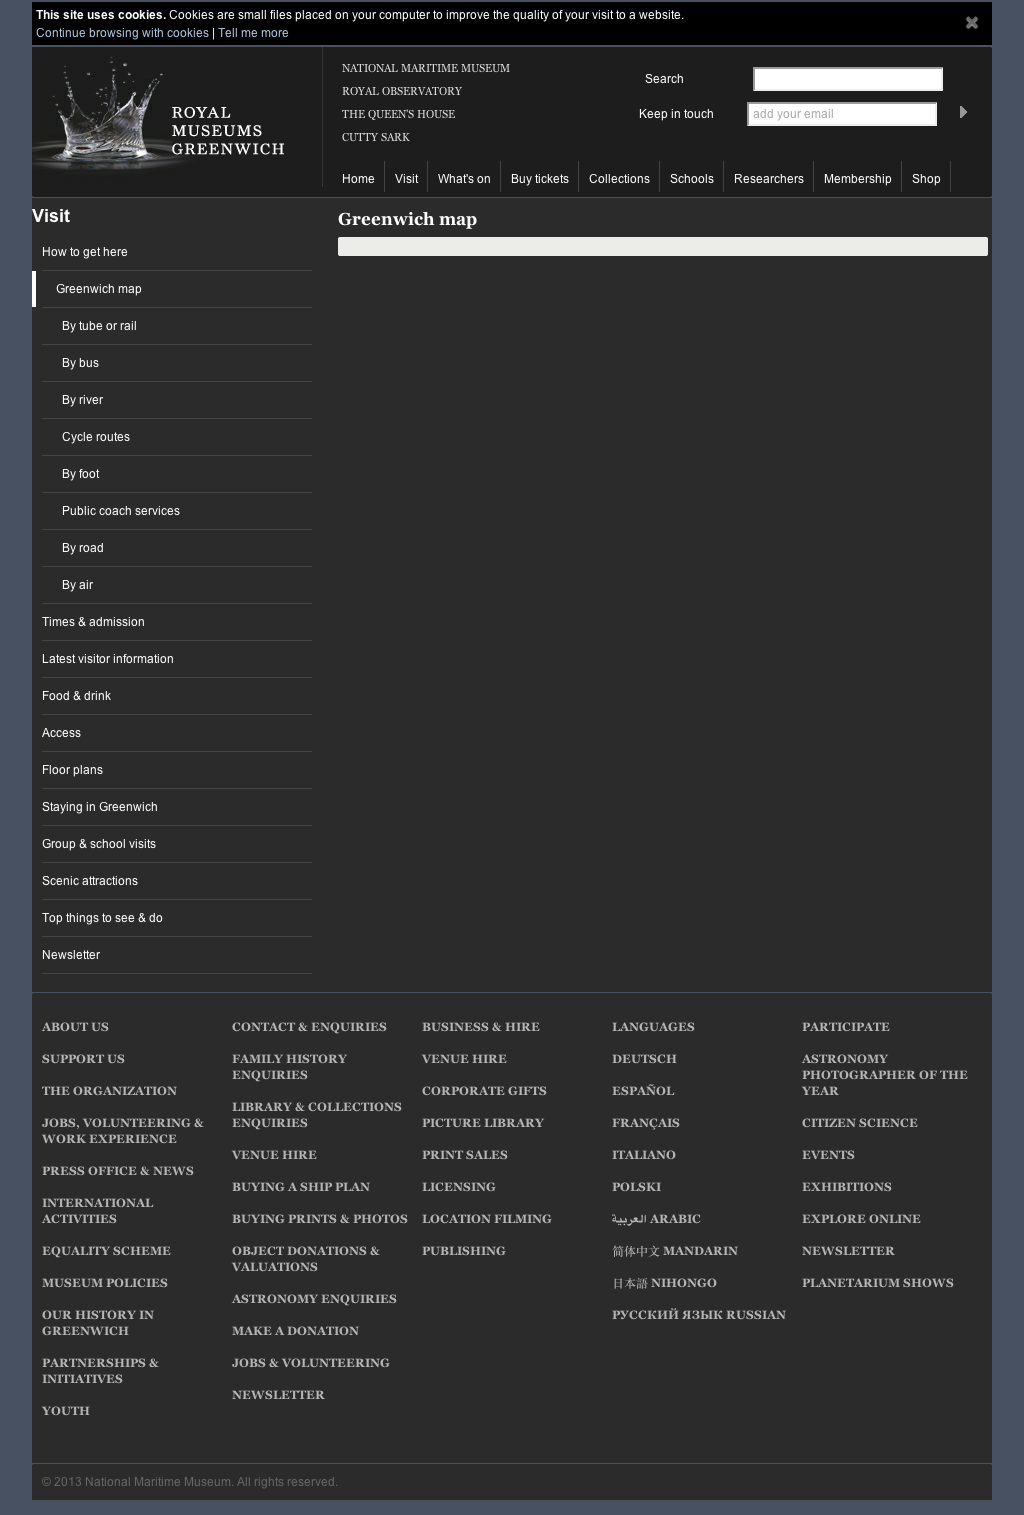 This site uses cookies. Cookies are small files placed on your computer to improve the quality of your visit to a website.
Continue browsing with cookies | Tell me more
ROYAL
MUSEUMS
GREENWICH
NATIONAL MARITIME MUSEUM
ROYAL OBSERVATORY
THE QUEEN'S HOUSE
CUTTY SARK
Search
Keep in touch add your email
Home Visit What's on Buy tickets Collections Schools Researchers Membership Shop
Visit
How to get here
Greenwich map
By tube or rail
By bus
By river
Cycle routes
By foot
Public coach services
By road
By air
Times & admission
Latest visitor information
Food & drink
Access
Floor plans
Staying in Greenwich
Group & school visits
Scenic attractions
Top things to see & do
Newsletter
Greenwich map
ABOUT US
SUPPORT US
THE ORGANIZATION
JOBS, VOLUNTEERING &
WORK EXPERIENCE
PRESS OFFICE & NEWS
INTERNATIONAL
ACTIVITIES
EQUALITY SCHEME
MUSEUM POLICIES
OUR HISTORY IN
GREENWICH
PARTNERSHIPS &
INITIATIVES
YOUTH
CONTACT & ENQUIRIES
FAMILY HISTORY
ENQUIRIES
LIBRARY & COLLECTIONS
ENQUIRIES
VENUE HIRE
BUYING A SHIP PLAN
BUYING PRINTS & PHOTOS
OBJECT DONATIONS &
VALUATIONS
ASTRONOMY ENQUIRIES
MAKE A DONATION
JOBS & VOLUNTEERING
NEWSLETTER
BUSINESS & HIRE
VENUE HIRE
CORPORATE GIFTS
PICTURE LIBRARY
PRINT SALES
LICENSING
LOCATION FILMING
PUBLISHING
LANGUAGES
DEUTSCH
ESPAÑOL
FRANÇAIS
ITALIANO
POLSKI
العربية ARABIC
简体中文 MANDARIN
日本語 NIHONGO
РУССКИЙ ЯЗЫК RUSSIAN
PARTICIPATE
ASTRONOMY
PHOTOGRAPHER OF THE
YEAR
CITIZEN SCIENCE
EVENTS
EXHIBITIONS
EXPLORE ONLINE
NEWSLETTER
PLANETARIUM SHOWS
© 2013 National Maritime Museum. All rights reserved.